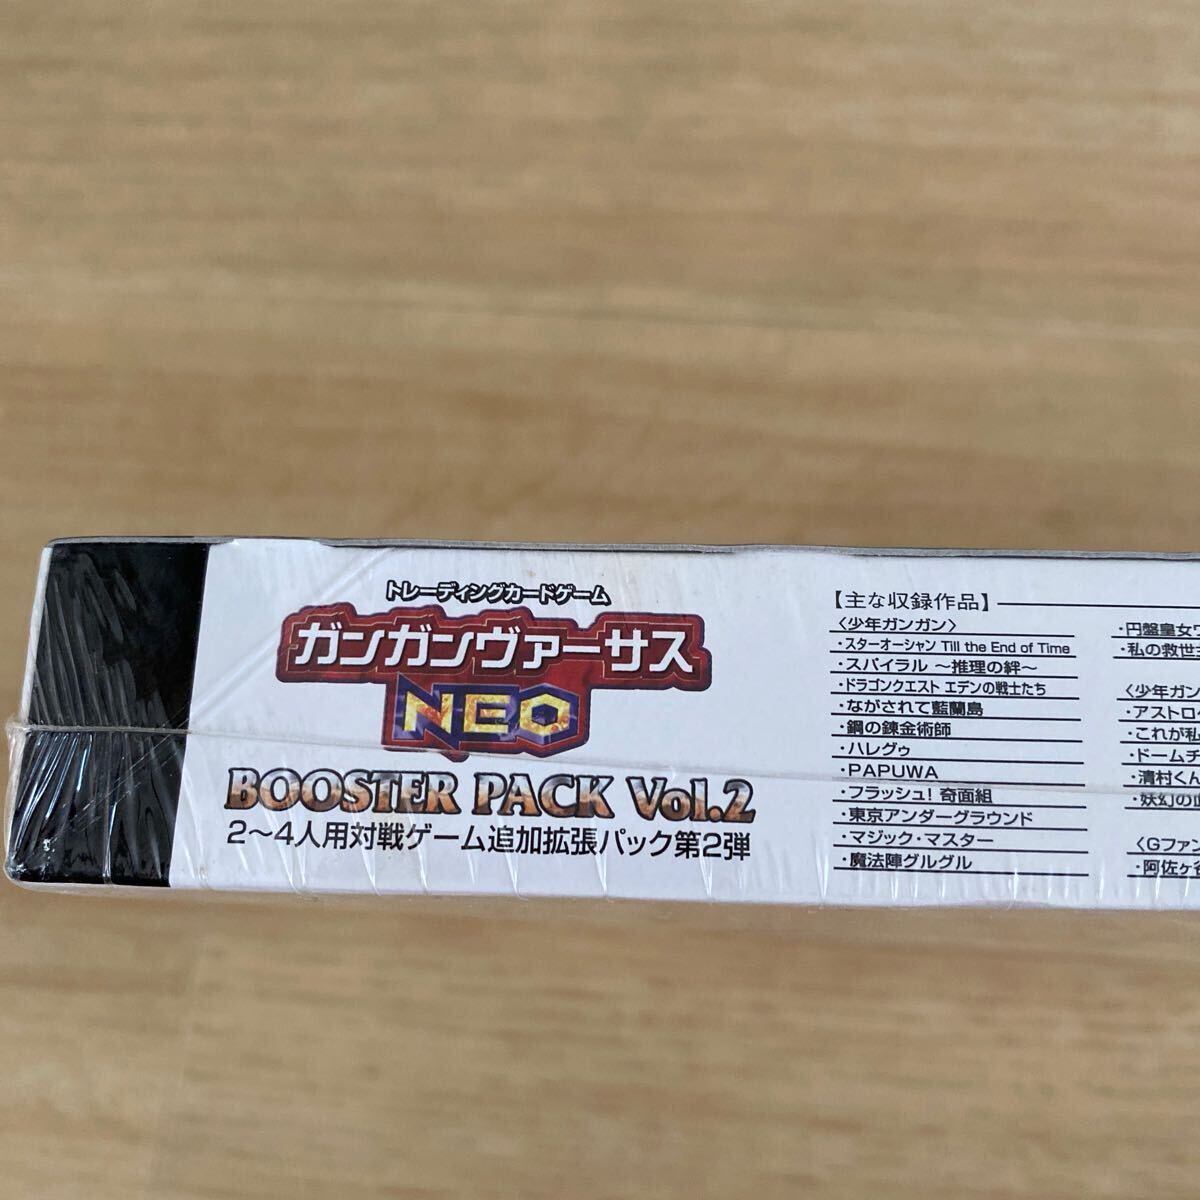 トレーディングカードゲーム
ガンガンヴァーサス
NEO
BOOSTER PACK Vol.2
2～4人用対戦ゲーム追加拡張パック第2弾
【主な収録作品】
〈少年ガンガン〉
・スターオーシャン Till the End of Time
・スパイラル ～推理の絆～
・ドラゴンクエスト エデンの戦士たち
・ながされて藍蘭島
・鋼の錬金術師
・ハレグゥ
・PAPUWA
・フラッシュ！奇面組
・東京アンダーグラウンド
・マジック・マスター
・魔法陣グルグル
・円盤皇女ワ
・私の救世主
〈少年ガン
・アストロ
・これが私
・ドームチ
・清村くん
・妖幻の
〈Gファン
・阿佐ヶ谷